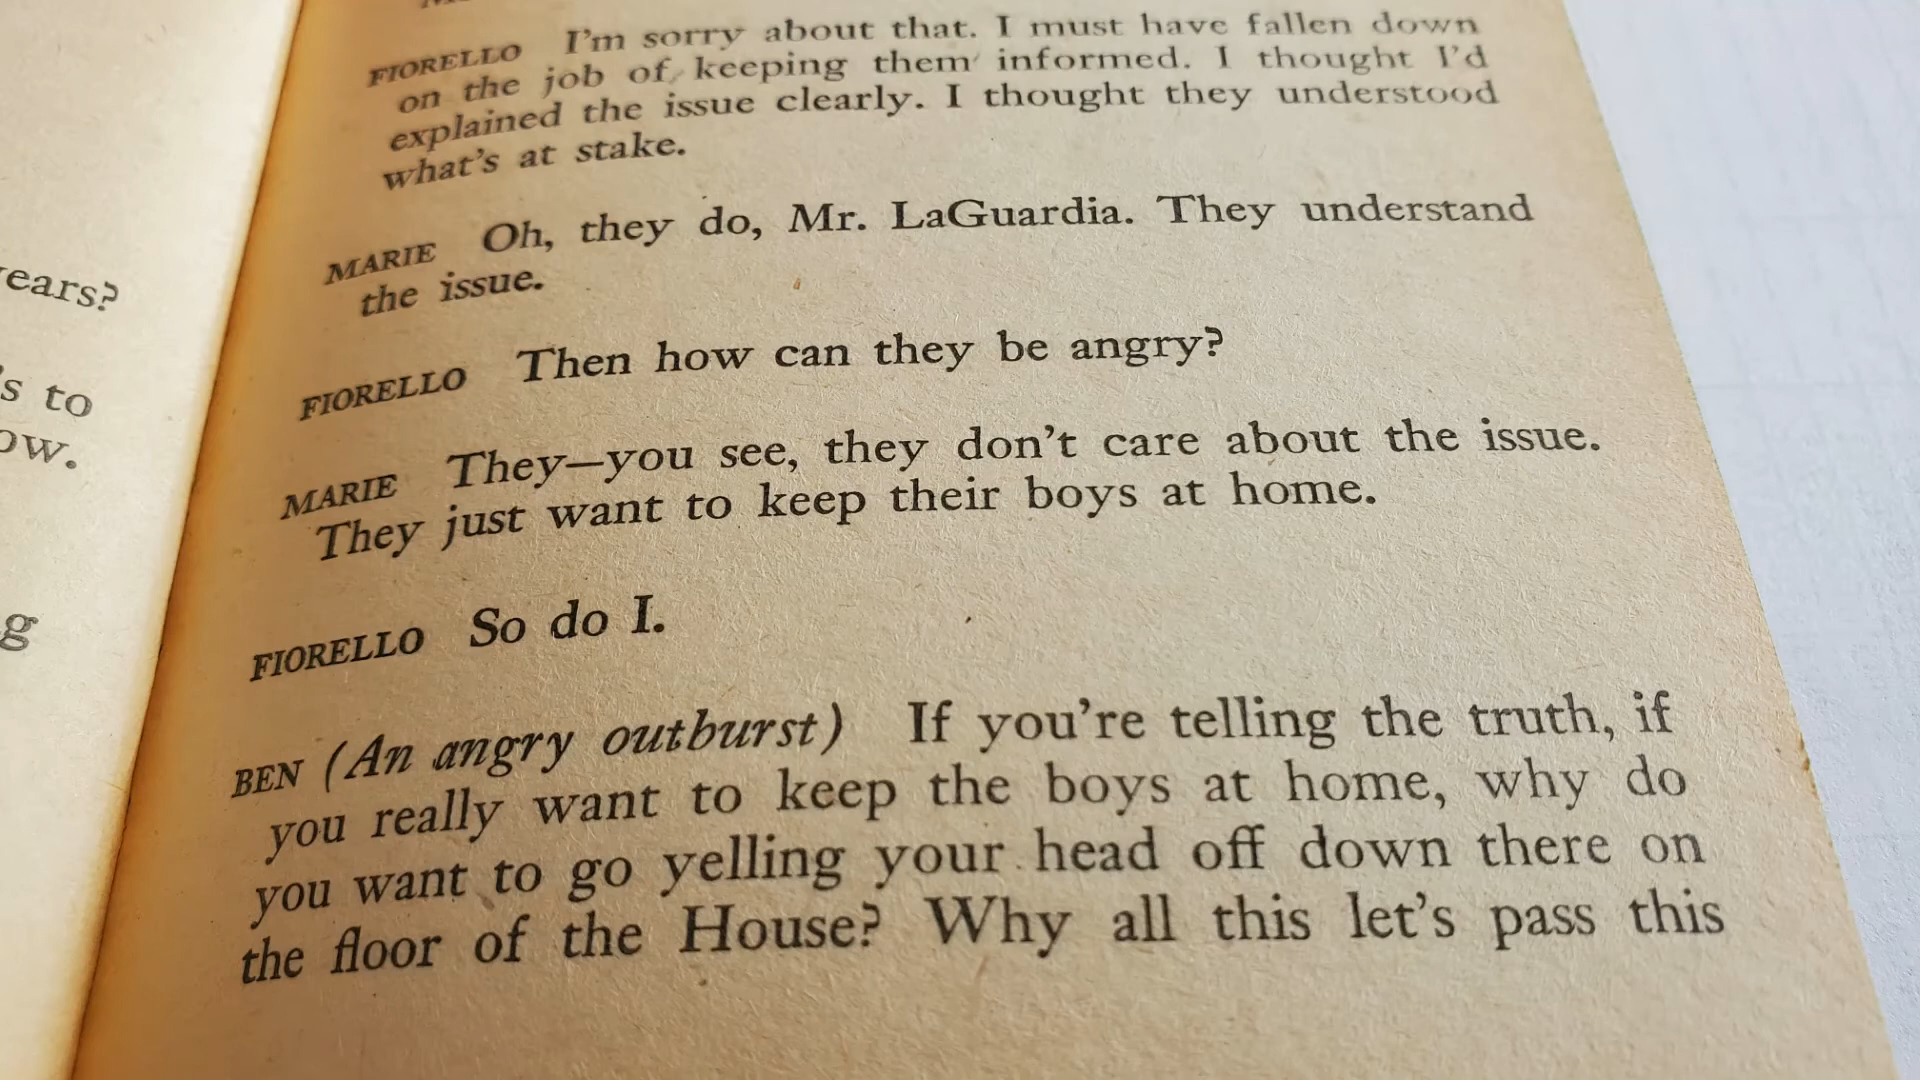 ears?
's to
ow.
g
FIORELLO I'm sorry about that. I must have fallen down
on the job of keeping them informed. I thought I'd
explained the issue clearly. I thought they understood
what's at stake.
MARIE Oh, they do, Mr. LaGuardia. They understand
the issue.
FIORELLO Then how can they be angry?
MARIE They—you see, they don't care about the issue.
They just want to keep their boys at home.
FIORELLO So do I.
BEN (An angry outburst) If you're telling the truth, if
you really want to keep the boys at home, why do
you want to go yelling your head off down there on
the floor of the House? Why all this let's pass this